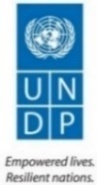 U N
D P
Empowered lives.
Resilient nations.